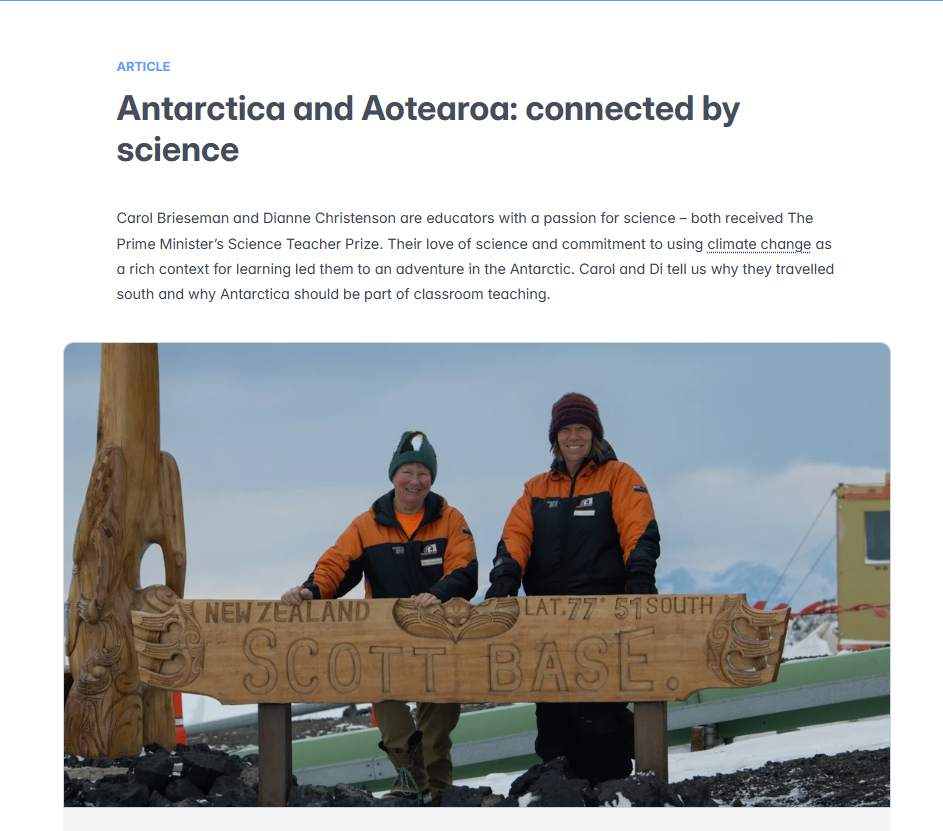 ARTICLE
Antarctica and Aotearoa: connected by
science
Carol Brieseman and Dianne Christenson are educators with a passion for science – both received The
Prime Minister’s Science Teacher Prize. Their love of science and commitment to using climate change as
a rich context for learning led them to an adventure in the Antarctic. Carol and Di tell us why they travelled
south and why Antarctica should be part of classroom teaching.
NEW ZEALAND
LAT. 77° 51 SOUTH
SCOTT BASE.